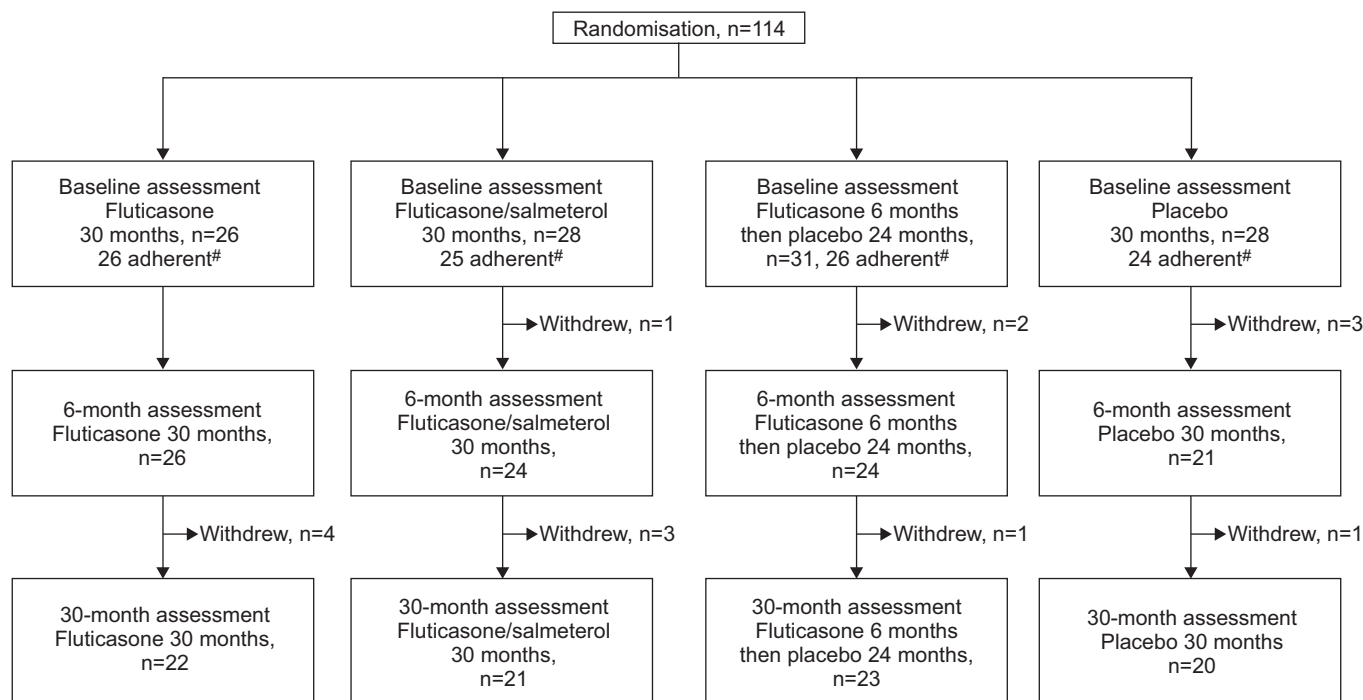 Randomisation, n=114
Baseline assessment
Fluticasone
30 months, n=26
26 adherent#
Baseline assessment
Fluticasone/salmeterol
30 months, n=28
25 adherent#
Baseline assessment
Fluticasone 6 months
then placebo 24 months,
n=31, 26 adherent#
Baseline assessment
Placebo
30 months, n=28
24 adherent#
Withdrew, n=1
Withdrew, n=2
Withdrew, n=3
6-month assessment
Fluticasone 30 months,
n=26
6-month assessment
Fluticasone/salmeterol
30 months,
n=24
6-month assessment
Fluticasone 6 months
then placebo 24 months,
n=24
6-month assessment
Placebo 30 months,
n=21
Withdrew, n=4
Withdrew, n=3
Withdrew, n=1
Withdrew, n=1
30-month assessment
Fluticasone 30 months,
n=22
30-month assessment
Fluticasone/salmeterol
30 months,
n=21
30-month assessment
Fluticasone 6 months
then placebo 24 months,
n=23
30-month assessment
Placebo 30 months
n=20